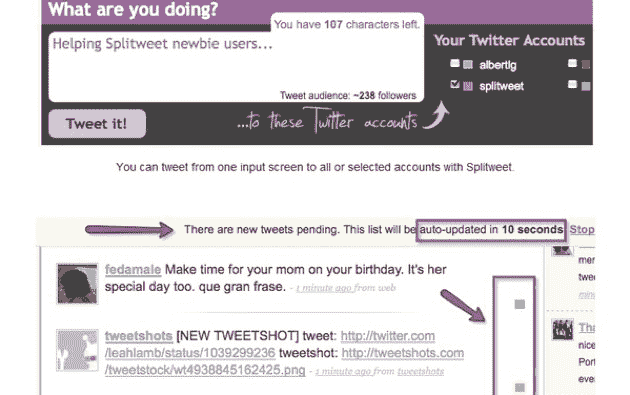 What are you doing?
You have 107 characters left.
Helping Splitweet newbie users...
Tweet audience: ~238 followers
Your Twitter Accounts
albertlg
splitweet
Tweet it!
...to these Twitter accounts
You can tweet from one input screen to all or selected accounts with Splitweet.
There are new tweets pending. This list will be auto-updated in 10 seconds Stop
fedamale Make time for your mom on your birthday. It's her
special day too. que gran frase. - 1 minute ago from web
tweetshots [NEW TWEETSHOT] tweet: http://twitter.com
/leahlamb/status/1039299236 tweetshot: http://tweetshots.com
/tweetstock/wt4938845162425.png - 1 minute ago from tweetshots
mer
twee
minu
Tha
nice
Port
eve